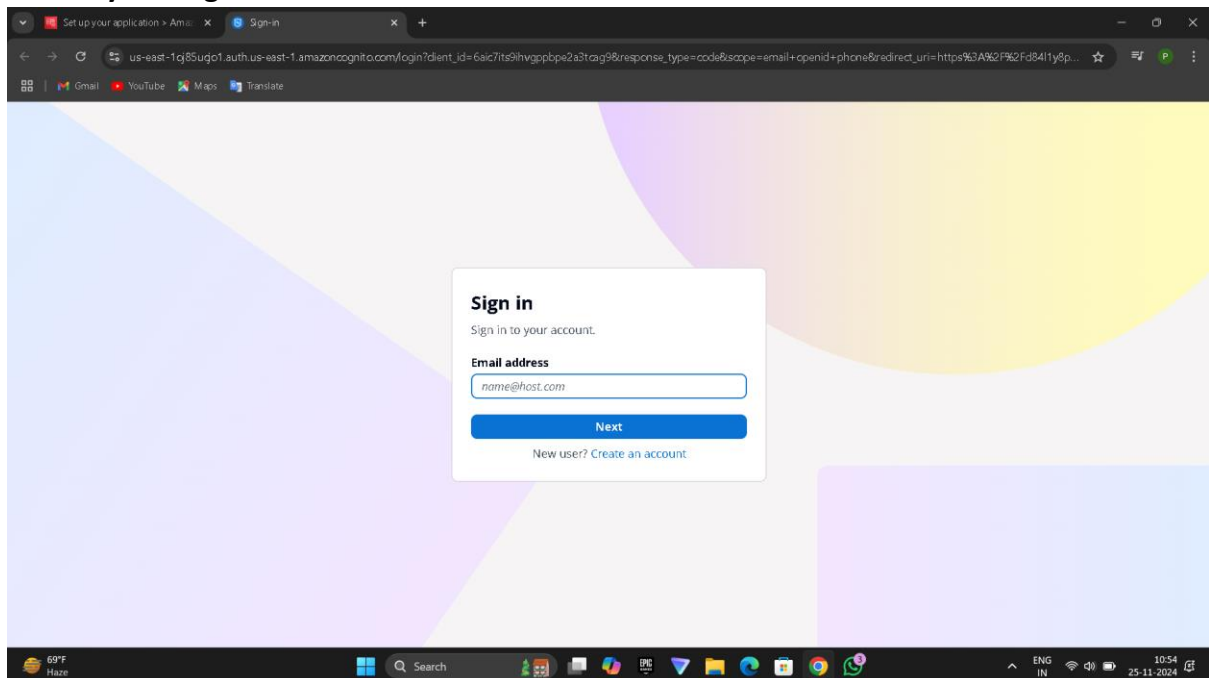 Set up your application > Ama
Sign-in
us-east-1cj85ugo1.auth.us-east-1.amazoncognito.com/login?client_id=6aic7its9ihvgppbpe2a3tcag9&response_type=code&scope=email+openid+phone&redirect_uri=https%3A%2F%2Fd84l1y8p...
P
Gmail
YouTube
Maps
Translate
Sign in
Sign in to your account.
Email address
name@host.com
Next
New user? Create an account
69°F
Haze
Search
EPIC
3
ENG
IN
10:54
25-11-2024